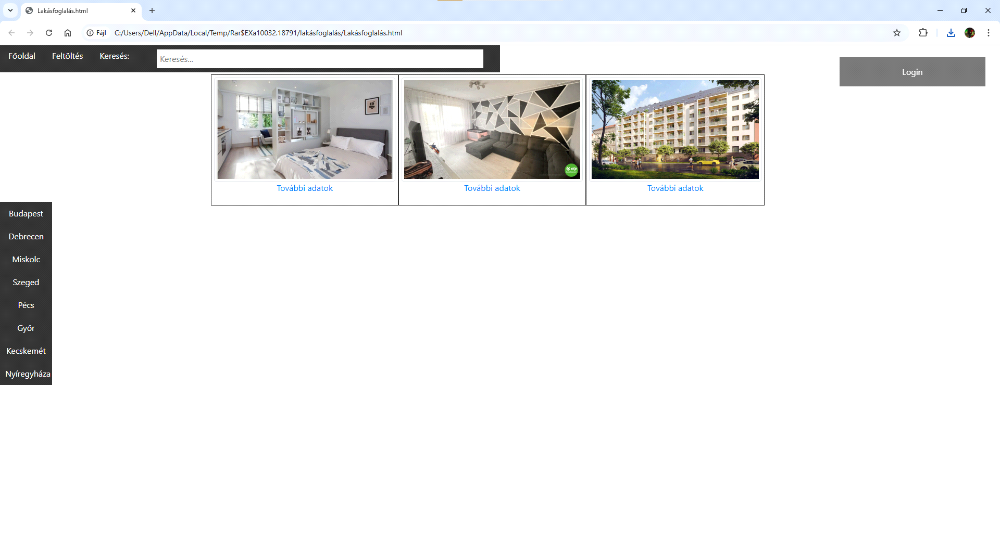 Lakásfoglalás.html
Fájl
C:/Users/Dell/AppData/Local/Temp/Rar$EXa10032.18791/lakásfoglalás/Lakásfoglalás.html
Főoldal
Feltöltés
Keresés:
Keresés...
Login
otp
További adatok
További adatok
További adatok
Budapest
Debrecen
Miskolc
Szeged
Pécs
Győr
Kecskemét
Nyíregyháza